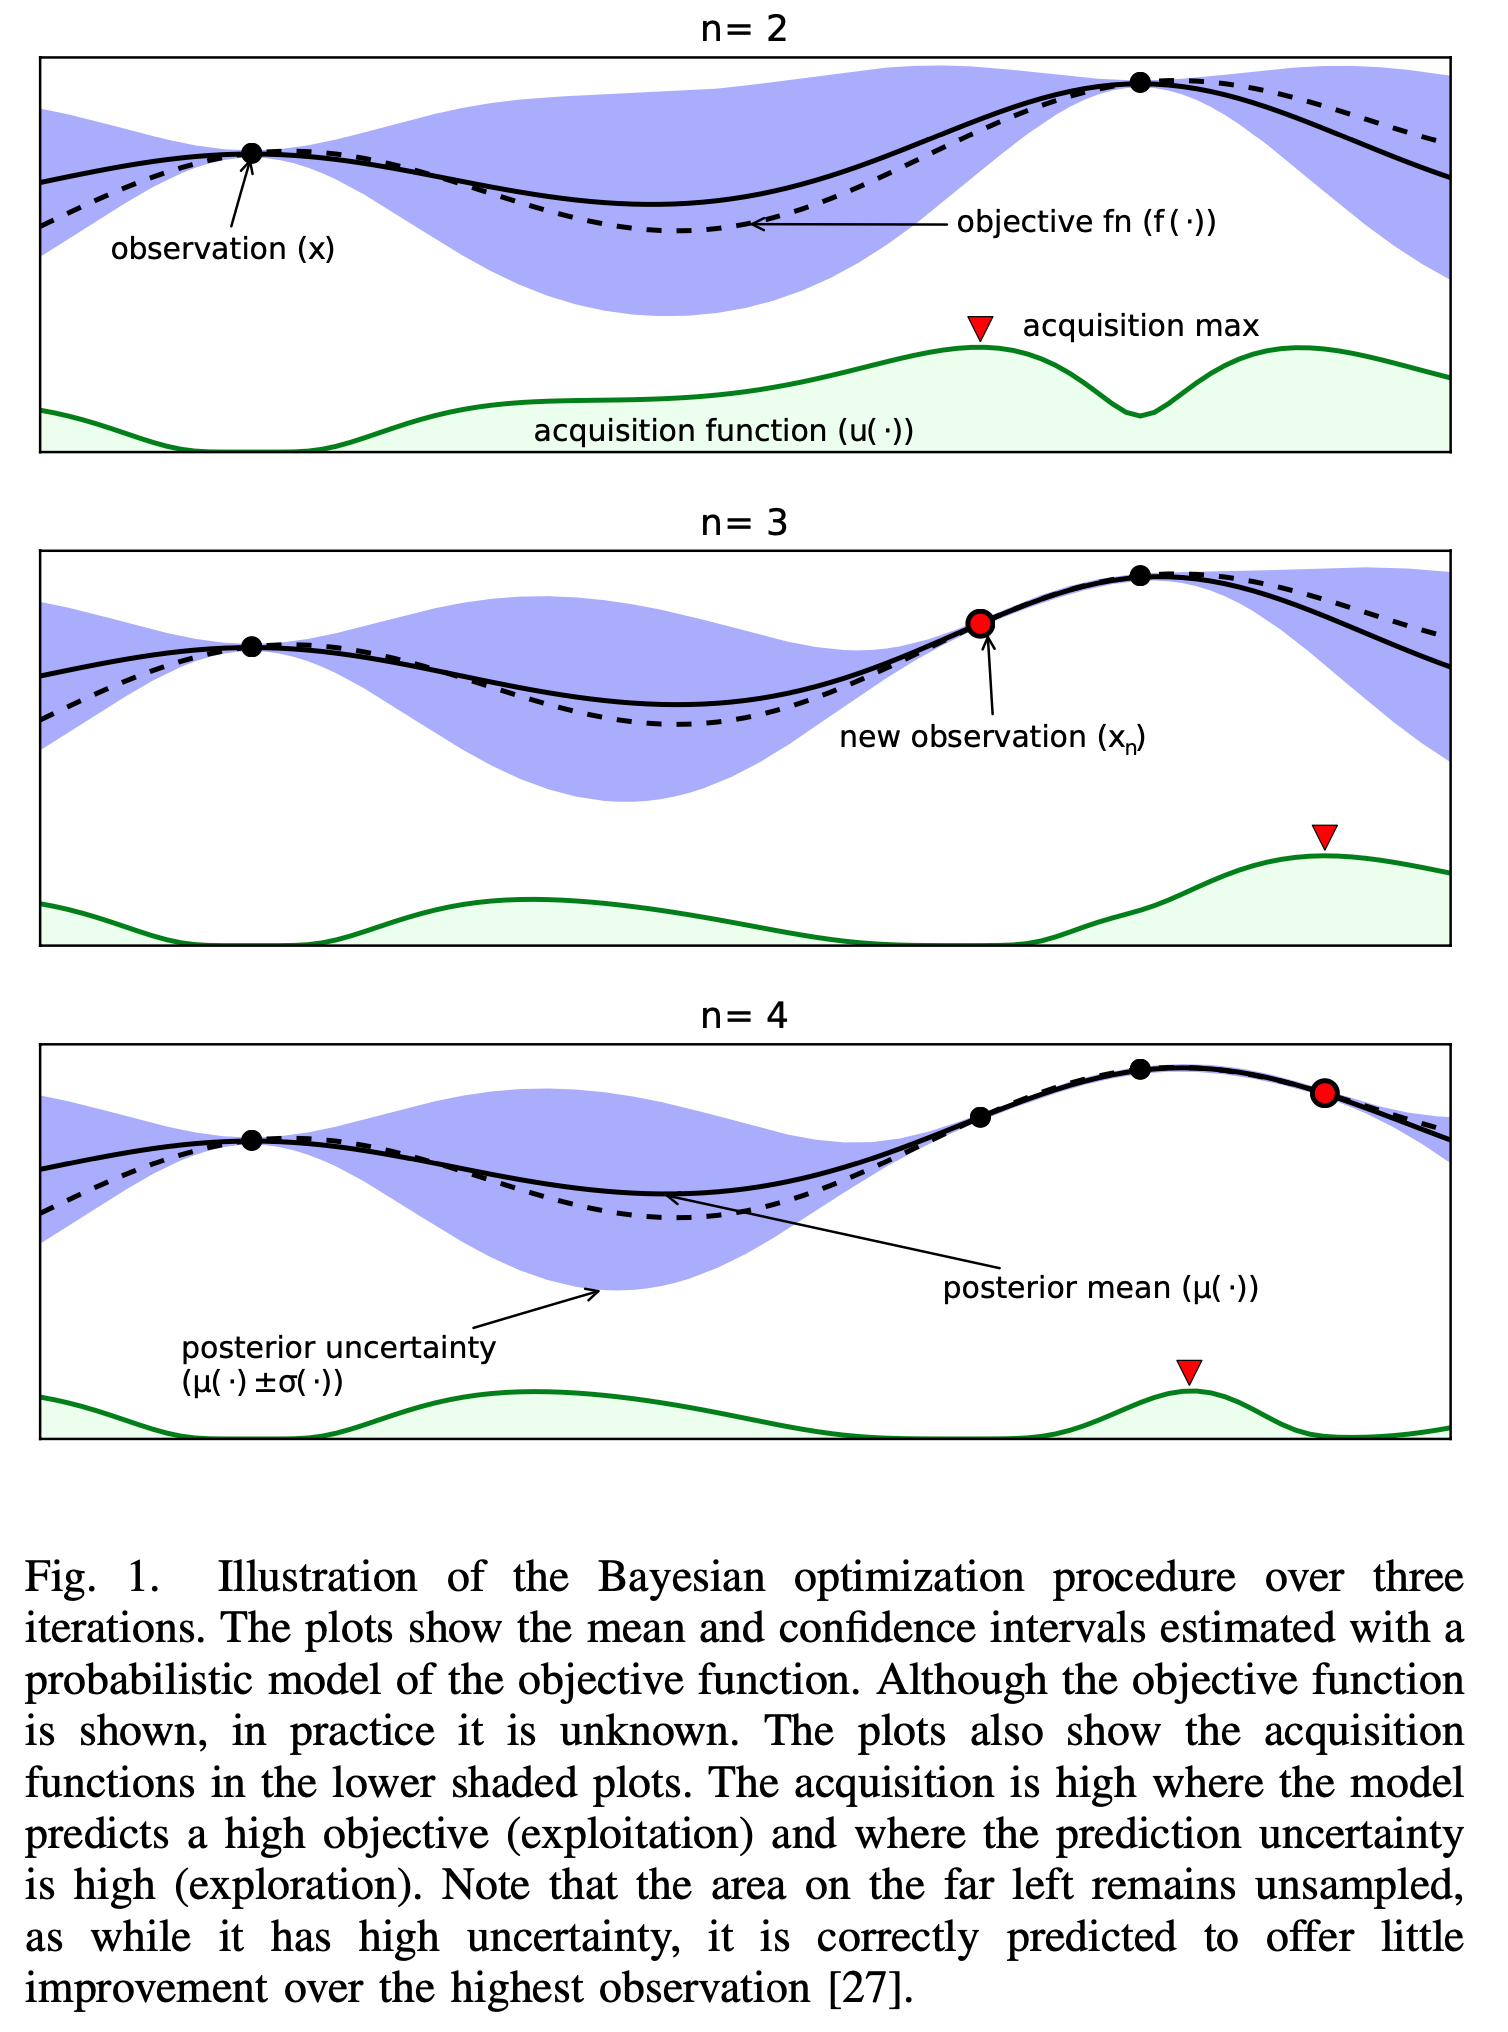 n= 2
observation (x)
objective fn (f(·))
acquisition max
acquisition function (u(·))
n= 3
new observation (xₙ)
n= 4
posterior mean (μ(·))
posterior uncertainty
(μ(·)±σ(·))
Fig. 1. Illustration of the Bayesian optimization procedure over three
iterations. The plots show the mean and confidence intervals estimated with a
probabilistic model of the objective function. Although the objective function
is shown, in practice it is unknown. The plots also show the acquisition
functions in the lower shaded plots. The acquisition is high where the model
predicts a high objective (exploitation) and where the prediction uncertainty
is high (exploration). Note that the area on the far left remains unsampled,
as while it has high uncertainty, it is correctly predicted to offer little
improvement over the highest observation [27].